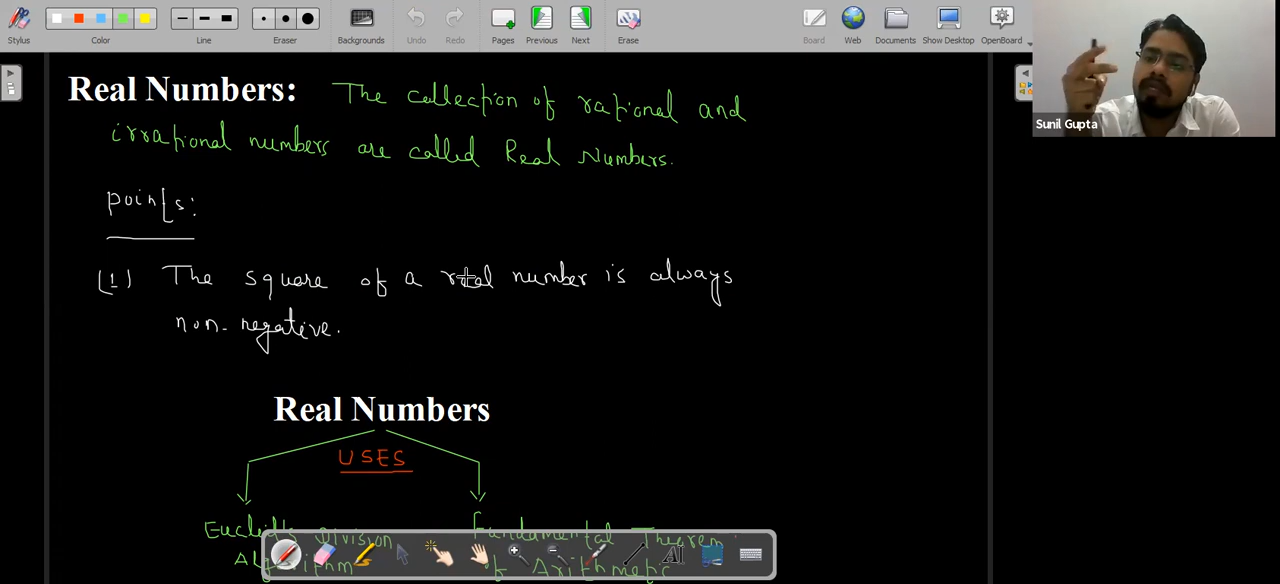 Stylus Color Line Eraser Backgrounds Undo Redo Pages Previous Next Erase Board Web Documents Show Desktop OpenBoard
Sunil Gupta
Real Numbers: The collection of rational and
irrational numbers are called Real Numbers.
points:
(1) The square of a real number is always
non-negative.
Real Numbers
USES
Euclid's Division Fundamental Theorem
Algorithm of Arithmetic